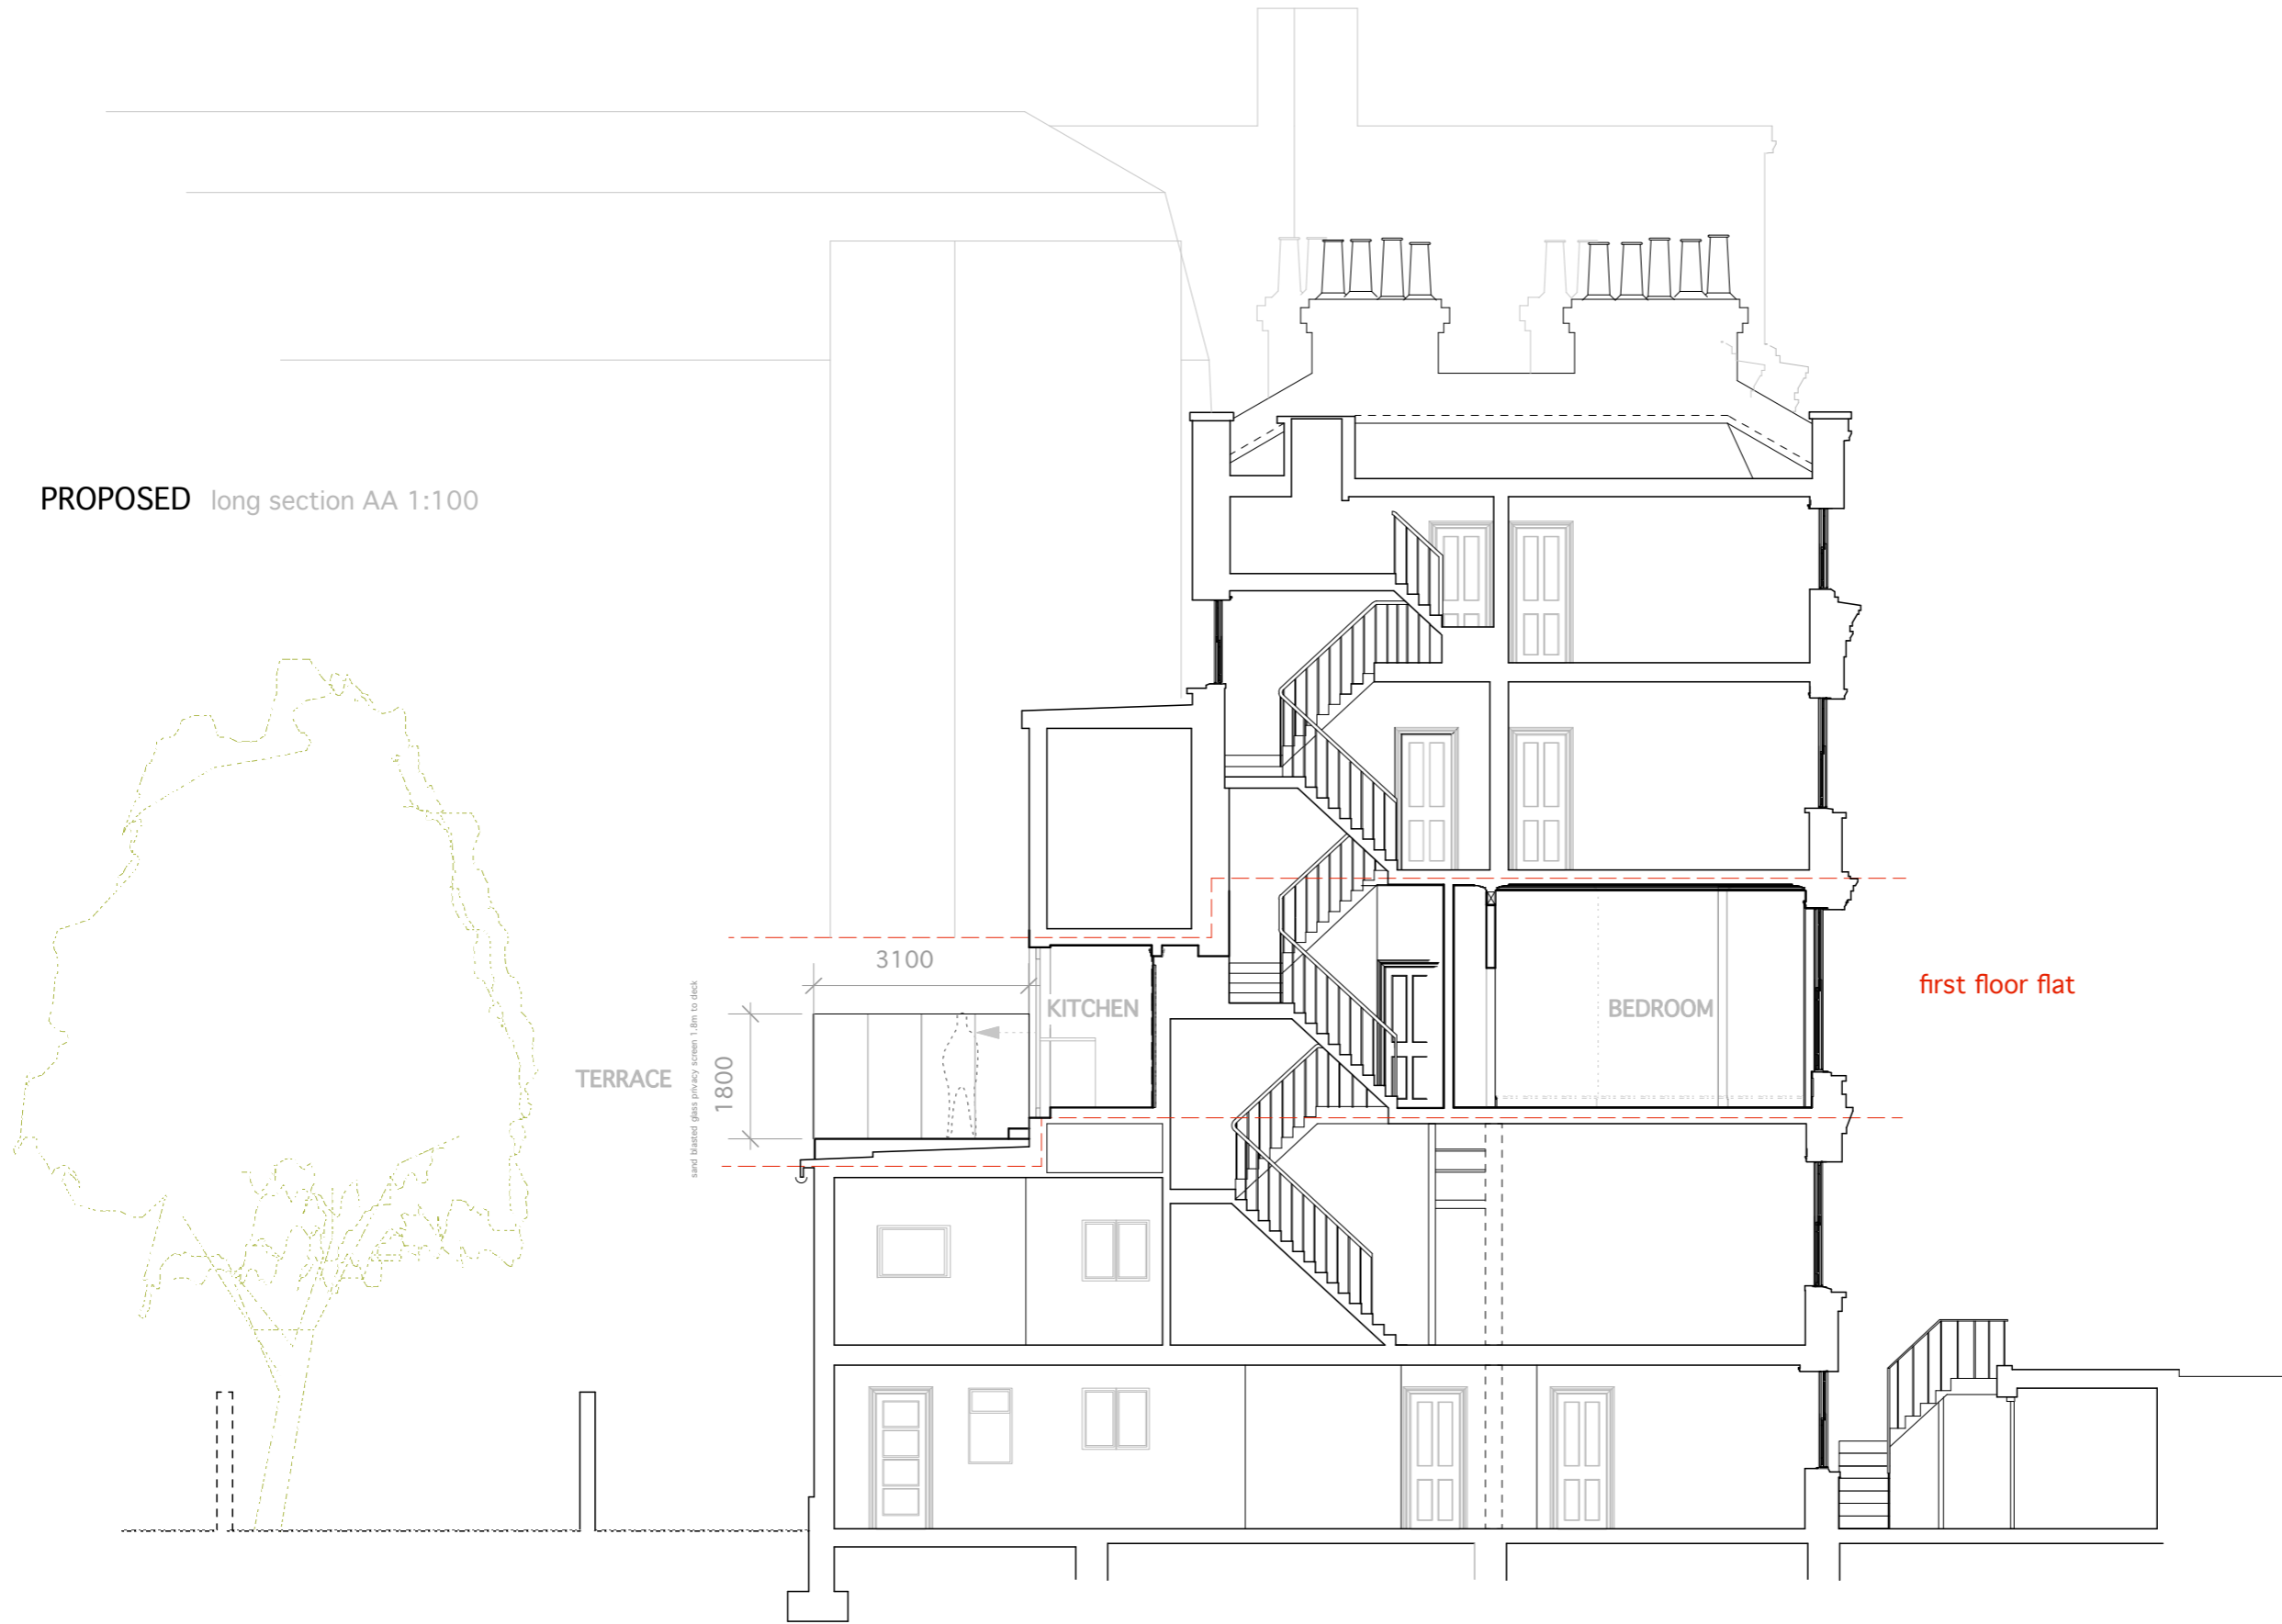 PROPOSED long section AA 1:100
3100
KITCHEN
BEDROOM
first floor flat
TERRACE
sand blasted glass privacy screen 1.8m to deck
1800